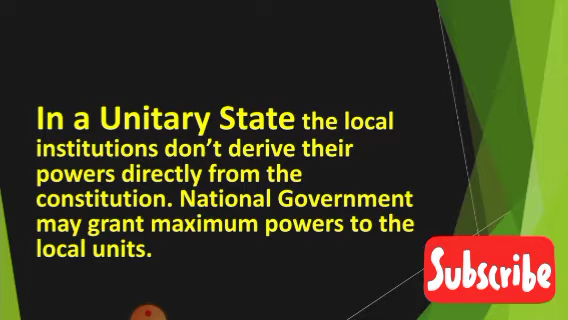 In a Unitary State the local
institutions don't derive their
powers directly from the
constitution. National Government
may grant maximum powers to the
local units.
Subscribe